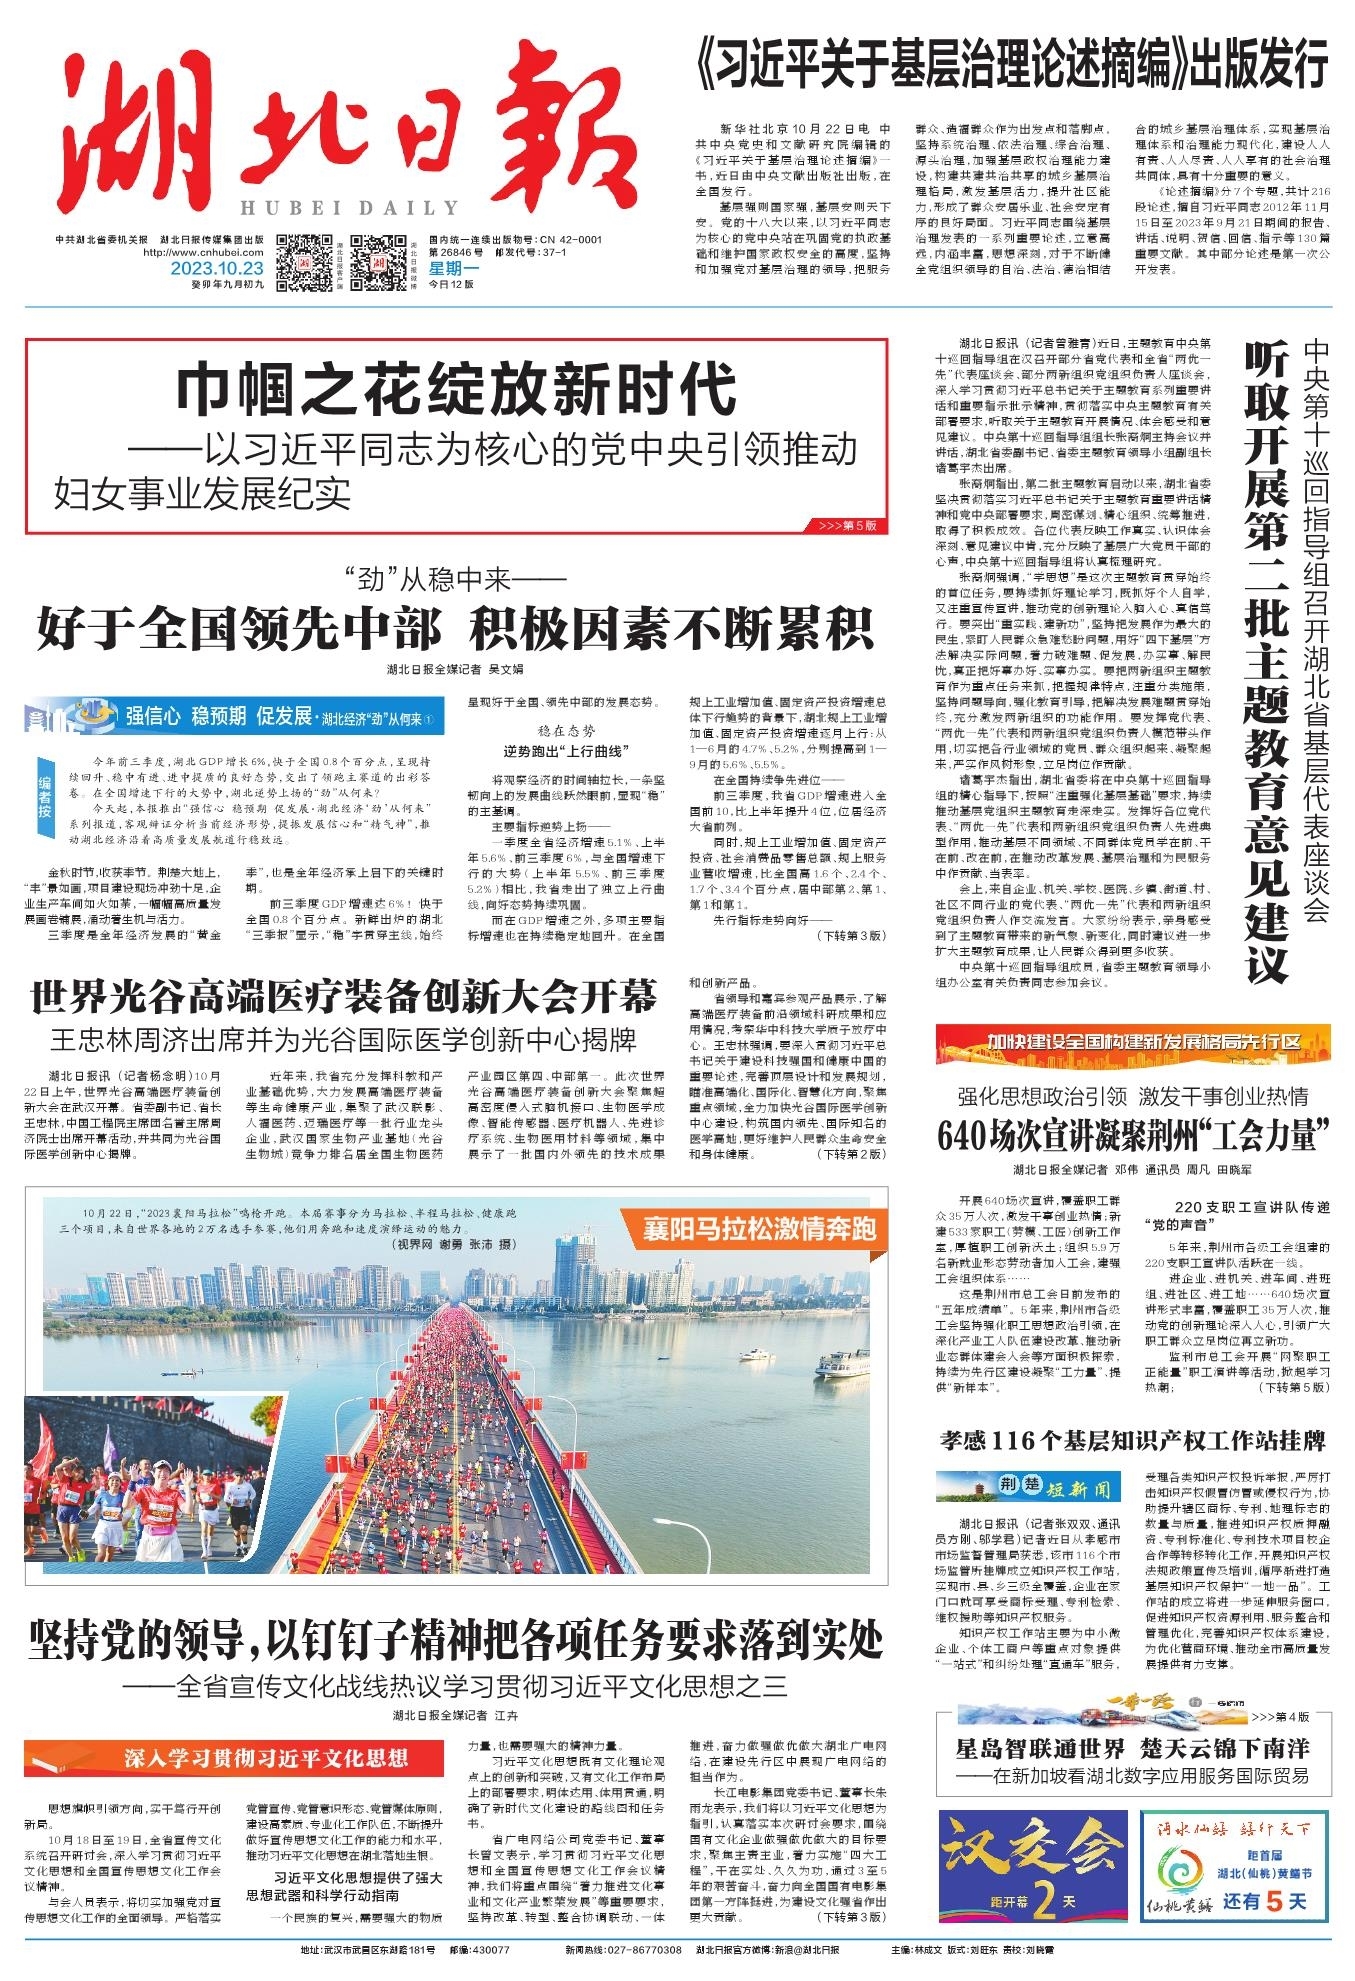 湖北日报
HUBEI DAILY
中共湖北省委机关报 湖北日报传媒集团出版
http://www.cnhubei.com
2023.10.23
癸卯年九月初九
湖北日报客户端
湖北日报微博
国内统一连续出版物号:CN 42-0001
第26846号 邮发代号:37-1
星期一
今日12版
《习近平关于基层治理论述摘编》出版发行
新华社北京10月22日电 中
共中央党史和文献研究院编辑的
《习近平关于基层治理论述摘编》一
书,近日由中央文献出版社出版,在
全国发行。
基层强则国家强,基层安则天下
安。党的十八大以来,以习近平同志
为核心的党中央站在巩固党的执政基
础和维护国家政权安全的高度,坚持
和加强党对基层治理的领导,把服务
群众、造福群众作为出发点和落脚点,
坚持系统治理、依法治理、综合治理、
源头治理,加强基层政权治理能力建
设,构建共建共治共享的城乡基层治
理格局,激发基层活力,提升社区能
力,形成了群众安居乐业、社会安定有
序的良好局面。习近平同志围绕基层
治理发表的一系列重要论述,立意高
远,内涵丰富,思想深刻,对于不断健
全党组织领导的自治、法治、德治相结
合的城乡基层治理体系,实现基层治
理体系和治理能力现代化,建设人人
有责、人人尽责、人人享有的社会治理
共同体,具有十分重要的意义。
《论述摘编》分7个专题,共计216
段论述,摘自习近平同志2012年11月
15日至2023年9月21日期间的报告、
讲话、说明、贺信、回信、指示等130篇
重要文献。其中部分论述是第一次公
开发表。
巾帼之花绽放新时代
——以习近平同志为核心的党中央引领推动
妇女事业发展纪实
>>>第5版
“劲”从稳中来——
好于全国领先中部 积极因素不断累积
湖北日报全媒记者 吴文娟
强信心 稳预期 促发展·湖北经济“劲”从何来①
编者按
今年前三季度,湖北GDP增长6%,快于全国0.8个百分点,呈现持
续回升、稳中有进、进中提质的良好态势,交出了领跑主赛道的出彩答
卷。在全国增速下行的大势中,湖北逆势上扬的“劲”从何来?
今天起,本报推出“强信心 稳预期 促发展·湖北经济‘劲’从何来”
系列报道,客观辩证分析当前经济形势,提振发展信心和“精气神”,推
动湖北经济沿着高质量发展航道行稳致远。
金秋时节,收获季节。荆楚大地上,
“丰”景如画,项目建设现场冲劲十足,企
业生产车间如火如荼,一幅幅高质量发
展画卷铺展,涌动着生机与活力。
三季度是全年经济发展的“黄金
季”,也是全年经济承上启下的关键时
期。
前三季度GDP增速达6%!快于
全国0.8个百分点。新鲜出炉的湖北
“三季报”显示,“稳”字贯穿主线,始终
呈现好于全国、领先中部的发展态势。
稳在态势
逆势跑出“上行曲线”
将观察经济的时间轴拉长,一条坚
韧向上的发展曲线跃然眼前,显现“稳”
的主基调。
主要指标逆势上扬——
一季度全省经济增速5.1%、上半
年5.6%、前三季度6%,与全国增速下
行的大势(上半年5.5%、前三季度
5.2%)相比,我省走出了独立上行曲
线,向好态势持续巩固。
而在GDP增速之外,多项主要指
标增速也在持续稳定地回升。在全国
规上工业增加值、固定资产投资增速总
体下行趋势的背景下,湖北规上工业增
加值、固定资产投资增速逐月上行:从
1—6月的4.7%、5.2%,分别提高到1—
9月的5.6%、5.5%。
在全国持续争先进位——
前三季度,我省GDP增速进入全
国前10,比上半年提升4位,位居经济
大省前列。
同时,规上工业增加值、固定资产
投资、社会消费品零售总额、规上服务
业营收增速,比全国高1.6个、2.4个、
1.7个、3.4个百分点,居中部第2、第1、
第1和第1。
先行指标走势向好——
(下转第3版)
湖北日报讯(记者曾雅青)近日,主题教育中央第
十巡回指导组在汉召开部分省党代表和全省“两优一
先”代表座谈会、部分两新组织党组织负责人座谈会,
深入学习贯彻习近平总书记关于主题教育系列重要讲
话和重要指示批示精神,贯彻落实中央主题教育有关
部署要求,听取关于主题教育开展情况、体会感受和意
见建议。中央第十巡回指导组组长张裔炯主持会议并
讲话,湖北省委副书记、省委主题教育领导小组副组长
诸葛宇杰出席。
张裔炯指出,第二批主题教育启动以来,湖北省委
坚决贯彻落实习近平总书记关于主题教育重要讲话精
神和党中央部署要求,周密谋划、精心组织、统筹推进,
取得了积极成效。各位代表反映工作真实、认识体会
深刻、意见建议中肯,充分反映了基层广大党员干部的
心声,中央第十巡回指导组将认真梳理研究。
张裔炯强调,“学思想”是这次主题教育贯穿始终
的首位任务,要持续抓好理论学习,既抓好个人自学,
又注重宣传宣讲,推动党的创新理论入脑入心、真信笃
行。要突出“重实践、建新功”,坚持把发展作为最大的
民生,紧盯人民群众急难愁盼问题,用好“四下基层”方
法解决实际问题,着力破难题、促发展,办实事、解民
忧,真正把好事办好、实事办实。要把两新组织主题教
育作为重点任务来抓,把握规律特点,注重分类施策,
坚持问题导向,强化教育引导,把解决发展难题贯穿始
终,充分激发两新组织的功能作用。要发挥党代表、
“两优一先”代表和两新组织党组织负责人模范带头作
用,切实把各行业领域的党员、群众组织起来、凝聚起
来,严实作风树形象,立足岗位作贡献。
诸葛宇杰指出,湖北省委将在中央第十巡回指导
组的精心指导下,按照“注重强化基层基础”要求,持续
推动基层党组织主题教育走深走实。发挥好各位党代
表、“两优一先”代表和两新组织党组织负责人先进典
型作用,推动基层不同领域、不同群体党员学在前、干
在前、改在前,在推动改革发展、基层治理和为民服务
中作贡献、当表率。
会上,来自企业、机关、学校、医院、乡镇、街道、村、
社区不同行业的党代表、“两优一先”代表和两新组织
党组织负责人作交流发言。大家纷纷表示,亲身感受
到了主题教育带来的新气象、新变化,同时建议进一步
扩大主题教育成果,让人民群众得到更多收获。
中央第十巡回指导组成员,省委主题教育领导小
组办公室有关负责同志参加会议。
中央第十巡回指导组召开湖北省基层代表座谈会
听取开展第二批主题教育意见建议
世界光谷高端医疗装备创新大会开幕
王忠林周济出席并为光谷国际医学创新中心揭牌
湖北日报讯(记者杨念明)10月
22日上午,世界光谷高端医疗装备创
新大会在武汉开幕。省委副书记、省长
王忠林,中国工程院主席团名誉主席周
济院士出席开幕活动,并共同为光谷国
际医学创新中心揭牌。
近年来,我省充分发挥科教和产
业基础优势,大力发展高端医疗装备
等生命健康产业,集聚了武汉联影、
人福医药、迈瑞医疗等一批行业龙头
企业,武汉国家生物产业基地(光谷
生物城)竞争力排名居全国生物医药
产业园区第四、中部第一。此次世界
光谷高端医疗装备创新大会聚焦超
高密度侵入式脑机接口、生物医学成
像、智能传感器、医疗机器人、先进诊
疗系统、生物医用材料等领域,集中
展示了一批国内外领先的技术成果
和创新产品。
省领导和嘉宾参观产品展示,了解
高端医疗装备前沿领域科研成果和应
用情况,考察华中科技大学质子放疗中
心。王忠林强调,要深入贯彻习近平总
书记关于建设科技强国和健康中国的
重要论述,完善顶层设计和发展规划,
瞄准高端化、国际化、智慧化方向,聚焦
重点领域,全力加快光谷国际医学创新
中心建设,构筑国内领先、国际知名的
医学高地,更好维护人民群众生命安全
和身体健康。 (下转第2版)
10月22日,“2023襄阳马拉松”鸣枪开跑。本届赛事分为马拉松、半程马拉松、健康跑
三个项目,来自世界各地的2万名选手参赛,他们用奔跑和速度演绎运动的魅力。
(视界网 谢勇 张沛 摄)
襄阳马拉松激情奔跑
加快建设全国构建新发展格局先行区
强化思想政治引领 激发干事创业热情
640场次宣讲凝聚荆州“工会力量”
湖北日报全媒记者 邓伟 通讯员 周凡 田晓军
开展640场次宣讲,覆盖职工群
众35万人次,激发干事创业热情;新
建533家职工(劳模、工匠)创新工作
室,厚植职工创新沃土;组织5.9万
名新就业形态劳动者加入工会,建强
工会组织体系……
这是荆州市总工会日前发布的
“五年成绩单”。5年来,荆州市各级
工会坚持强化职工思想政治引领,在
深化产业工人队伍建设改革、推动新
业态群体建会入会等方面积极探索,
持续为先行区建设凝聚“工力量”、提
供“新样本”。
220支职工宣讲队传递
“党的声音”
5年来,荆州市各级工会组建的
220支职工宣讲队活跃在一线。
进企业、进机关、进车间、进班
组、进社区、进工地……640场次宣
讲形式丰富,覆盖职工35万人次,推
动党的创新理论深入人心,引领广大
职工群众立足岗位再立新功。
监利市总工会开展“网聚职工
正能量”职工演讲等活动,掀起学习
热潮; (下转第5版)
孝感116个基层知识产权工作站挂牌
荆楚短新闻
湖北日报讯(记者张双双、通讯
员方刚、邬学君)记者近日从孝感市
市场监督管理局获悉,该市116个市
场监管所挂牌成立知识产权工作站,
实现市、县、乡三级全覆盖,企业在家
门口就可享受商标受理、专利检索、
维权援助等知识产权服务。
知识产权工作站主要为中小微
企业、个体工商户等重点对象提供
“一站式”和纠纷处理“直通车”服务,
受理各类知识产权投诉举报,严厉打
击知识产权假冒仿冒或侵权行为,协
助提升辖区商标、专利、地理标志的
数量与质量,推进知识产权质押融
资、专利标准化、专利技术项目校企
合作等转移转化工作,开展知识产权
法规政策宣传及培训,循序渐进打造
基层知识产权保护“一地一品”。工
作站的成立将进一步延伸服务窗口,
促进知识产权资源利用、服务整合和
管理优化,完善知识产权体系建设,
为优化营商环境、推动全市高质量发
展提供有力支撑。
坚持党的领导,以钉钉子精神把各项任务要求落到实处
——全省宣传文化战线热议学习贯彻习近平文化思想之三
湖北日报全媒记者 江卉
深入学习贯彻习近平文化思想
思想旗帜引领方向,实干笃行开创
新局。
10月18日至19日,全省宣传文化
系统召开研讨会,深入学习贯彻习近平
文化思想和全国宣传思想文化工作会
议精神。
与会人员表示,将切实加强党对宣
传思想文化工作的全面领导。严格落实
党管宣传、党管意识形态、党管媒体原则,
建设高素质、专业化工作队伍,不断提升
做好宣传思想文化工作的能力和水平,
推动习近平文化思想在湖北落地生根。
习近平文化思想提供了强大
思想武器和科学行动指南
一个民族的复兴,需要强大的物质
力量,也需要强大的精神力量。
习近平文化思想既有文化理论观
点上的创新和突破,又有文化工作布局
上的部署要求,明体达用、体用贯通,明
确了新时代文化建设的路线图和任务
书。
省广电网络公司党委书记、董事
长曾文表示,学习贯彻习近平文化思
想和全国宣传思想文化工作会议精
神,我们将重点围绕“着力推进文化事
业和文化产业繁荣发展”等重要要求,
坚持改革、转型、整合协调联动、一体
推进,奋力做强做优做大湖北广电网
络,在建设先行区中展现广电网络的
担当作为。
长江电影集团党委书记、董事长朱
雨龙表示,我们将以习近平文化思想为
指引,认真落实本次研讨会要求,围绕
国有文化企业做强做优做大的目标要
求,聚焦主责主业,着力实施“四大工
程”,干在实处、久久为功,通过3至5
年的艰苦奋斗,奋力向全国国有电影集
团第一方阵挺进,为建设文化强省作出
更大贡献。 (下转第3版)
一带一路
>>>第4版
星岛智联通世界 楚天云锦下南洋
——在新加坡看湖北数字应用服务国际贸易
汉交会
距开幕2天
沔水仙鳝 鳝行天下
仙桃黄鳝
距首届
湖北(仙桃)黄鳝节
还有5天
地址:武汉市武昌区东湖路181号 邮编:430077 新闻热线:027-86770308 湖北日报官方微博:新浪@湖北日报 主编:林成文 版式:刘旺东 责校:刘晓霞